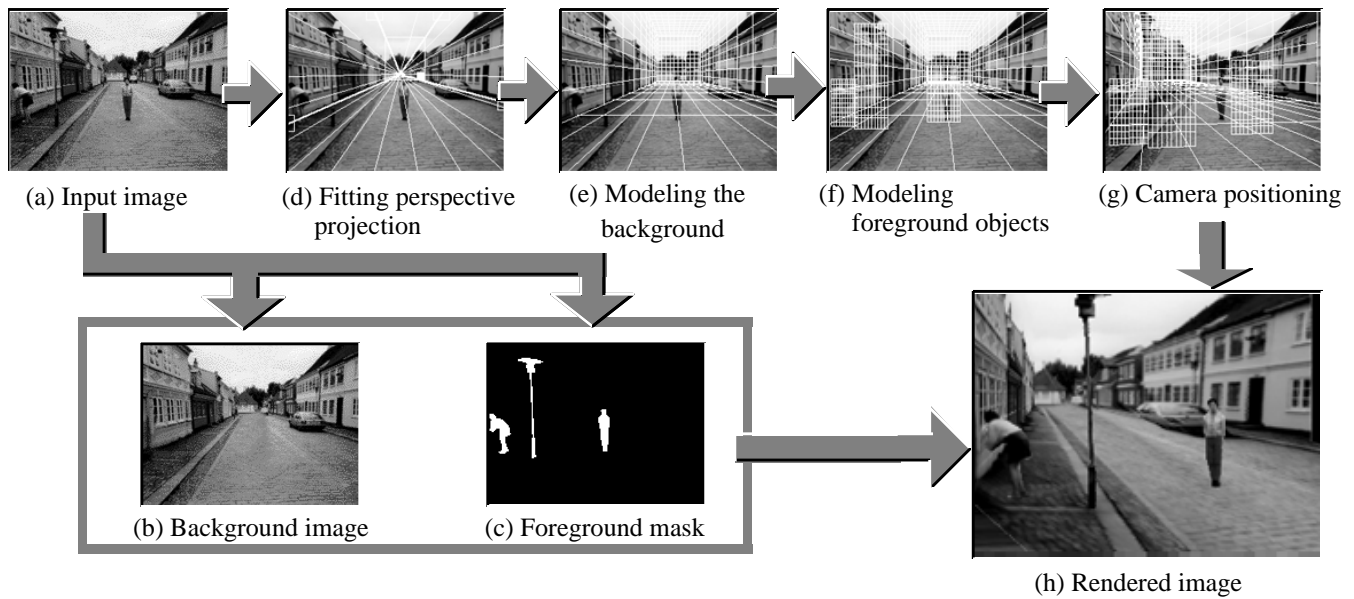 (a) Input image
(d) Fitting perspective
projection
(e) Modeling the
background
(f) Modeling
foreground objects
(g) Camera positioning
(b) Background image
(c) Foreground mask
(h) Rendered image